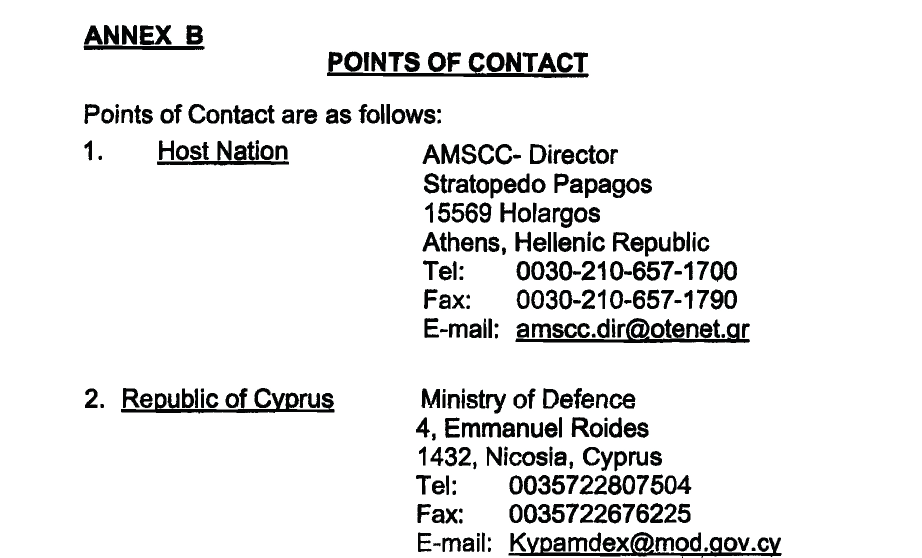 ANNEX B
POINTS OF CONTACT
Points of Contact are as follows:
1. Host Nation AMSCC- Director
Stratopedo Papagos
15569 Holargos
Athens, Hellenic Republic
Tel: 0030-210-657-1700
Fax: 0030-210-657-1790
E-mail: amscc.dir@otenet.gr
2. Republic of Cyprus Ministry of Defence
4, Emmanuel Roides
1432, Nicosia, Cyprus
Tel: 0035722807504
Fax: 0035722676225
E-mail: Kypamdex@mod.gov.cy